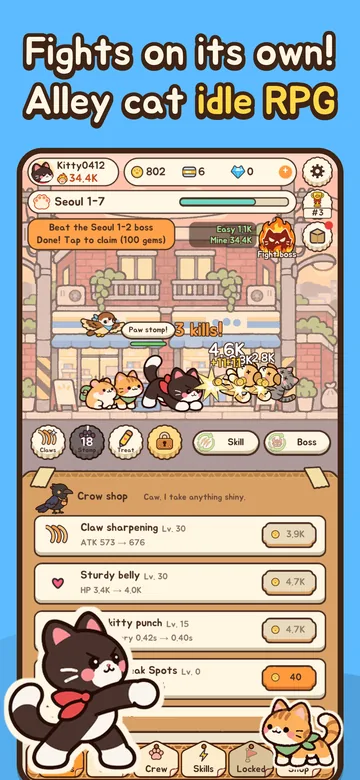 Fights on its own!
Alley cat idle RPG
Kitty0412
34.4K
802
6
0
Seoul 1-7
#3
Beat the Seoul 1-2 boss
Done! Tap to claim (100 gems)
Easy 1.1K
Mine 34.4K
Fight boss
Paw stomp!
3 kills!
4.6K
2.8K
Claws
18
Stomp
Treat
Skill
Boss
Crow shop
Caw. I take anything shiny.
Claw sharpening Lv. 30
ATK 573 → 676
3.9K
Sturdy belly Lv. 30
HP 3.4K → 4.0K
4.7K
kitty punch Lv. 15
ry 0.42s → 0.40s
4.7K
eak Spots Lv. 0
40
Crew
Skills
Locked